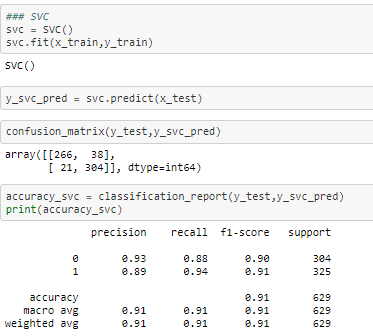 ### SVC
svc = SVC()
svc.fit(x_train,y_train)
SVC()
y_svc_pred = svc.predict(x_test)
confusion_matrix(y_test,y_svc_pred)
array([[266,  38],
       [ 21, 304]], dtype=int64)
accuracy_svc = classification_report(y_test,y_svc_pred)
print(accuracy_svc)
              precision    recall  f1-score   support
           0       0.93      0.88      0.90       304
           1       0.89      0.94      0.91       325
    accuracy                           0.91       629
   macro avg       0.91      0.91      0.91       629
weighted avg       0.91      0.91      0.91       629